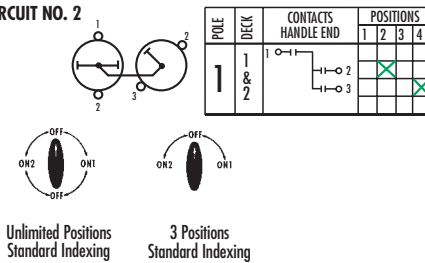 RCUIT NO. 2
1
2
2
3
POLE DECK CONTACTS HANDLE END POSITIONS
1 2 3 4
1 1 & 2
1
2
3
OFF
ON2 ON1
OFF
OFF
ON2 ON1
Unlimited Positions
Standard Indexing
3 Positions
Standard Indexing